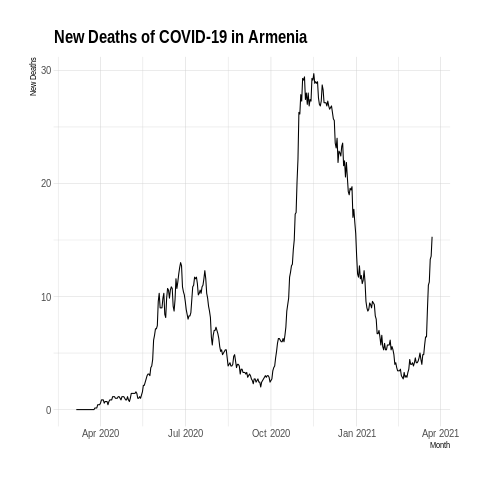 New Deaths of COVID-19 in Armenia
New Deaths
30
20
10
0
Apr 2020 Jul 2020 Oct 2020 Jan 2021 Apr 2021
Month